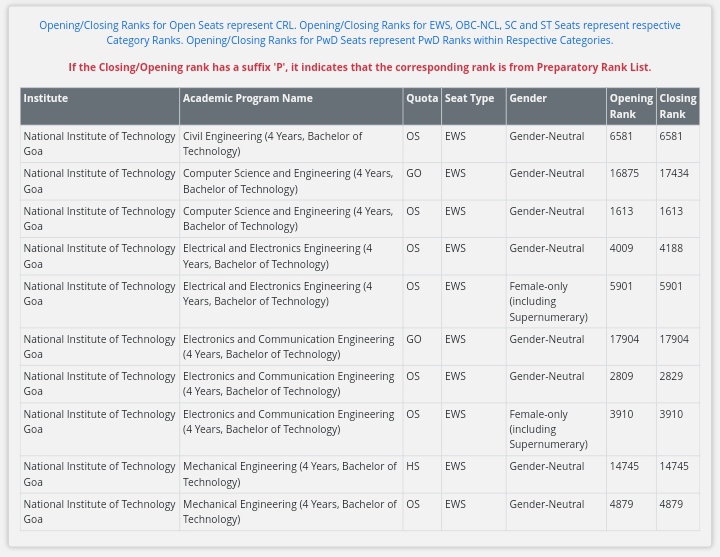 Opening/Closing Ranks for Open Seats represent CRL. Opening/Closing Ranks for EWS, OBC-NCL, SC and ST Seats represent respective
Category Ranks. Opening/Closing Ranks for PwD Seats represent PwD Ranks within Respective Categories.
If the Closing/Opening rank has a suffix 'P', it indicates that the corresponding rank is from Preparatory Rank List.
Institute Academic Program Name Quota Seat Type Gender Opening Closing
Rank Rank
National Institute of Technology Civil Engineering (4 Years, Bachelor of OS EWS Gender-Neutral 6581 6581
Goa Technology)
National Institute of Technology Computer Science and Engineering (4 Years, GO EWS Gender-Neutral 16875 17434
Goa Bachelor of Technology)
National Institute of Technology Computer Science and Engineering (4 Years, OS EWS Gender-Neutral 1613 1613
Goa Bachelor of Technology)
National Institute of Technology Electrical and Electronics Engineering (4 OS EWS Gender-Neutral 4009 4188
Goa Years, Bachelor of Technology)
National Institute of Technology Electrical and Electronics Engineering (4 OS EWS Female-only 5901 5901
Goa Years, Bachelor of Technology) (including
Supernumerary)
National Institute of Technology Electronics and Communication Engineering GO EWS Gender-Neutral 17904 17904
Goa (4 Years, Bachelor of Technology)
National Institute of Technology Electronics and Communication Engineering OS EWS Gender-Neutral 2809 2829
Goa (4 Years, Bachelor of Technology)
National Institute of Technology Electronics and Communication Engineering OS EWS Female-only 3910 3910
Goa (4 Years, Bachelor of Technology) (including
Supernumerary)
National Institute of Technology Mechanical Engineering (4 Years, Bachelor of HS EWS Gender-Neutral 14745 14745
Goa Technology)
National Institute of Technology Mechanical Engineering (4 Years, Bachelor of OS EWS Gender-Neutral 4879 4879
Goa Technology)